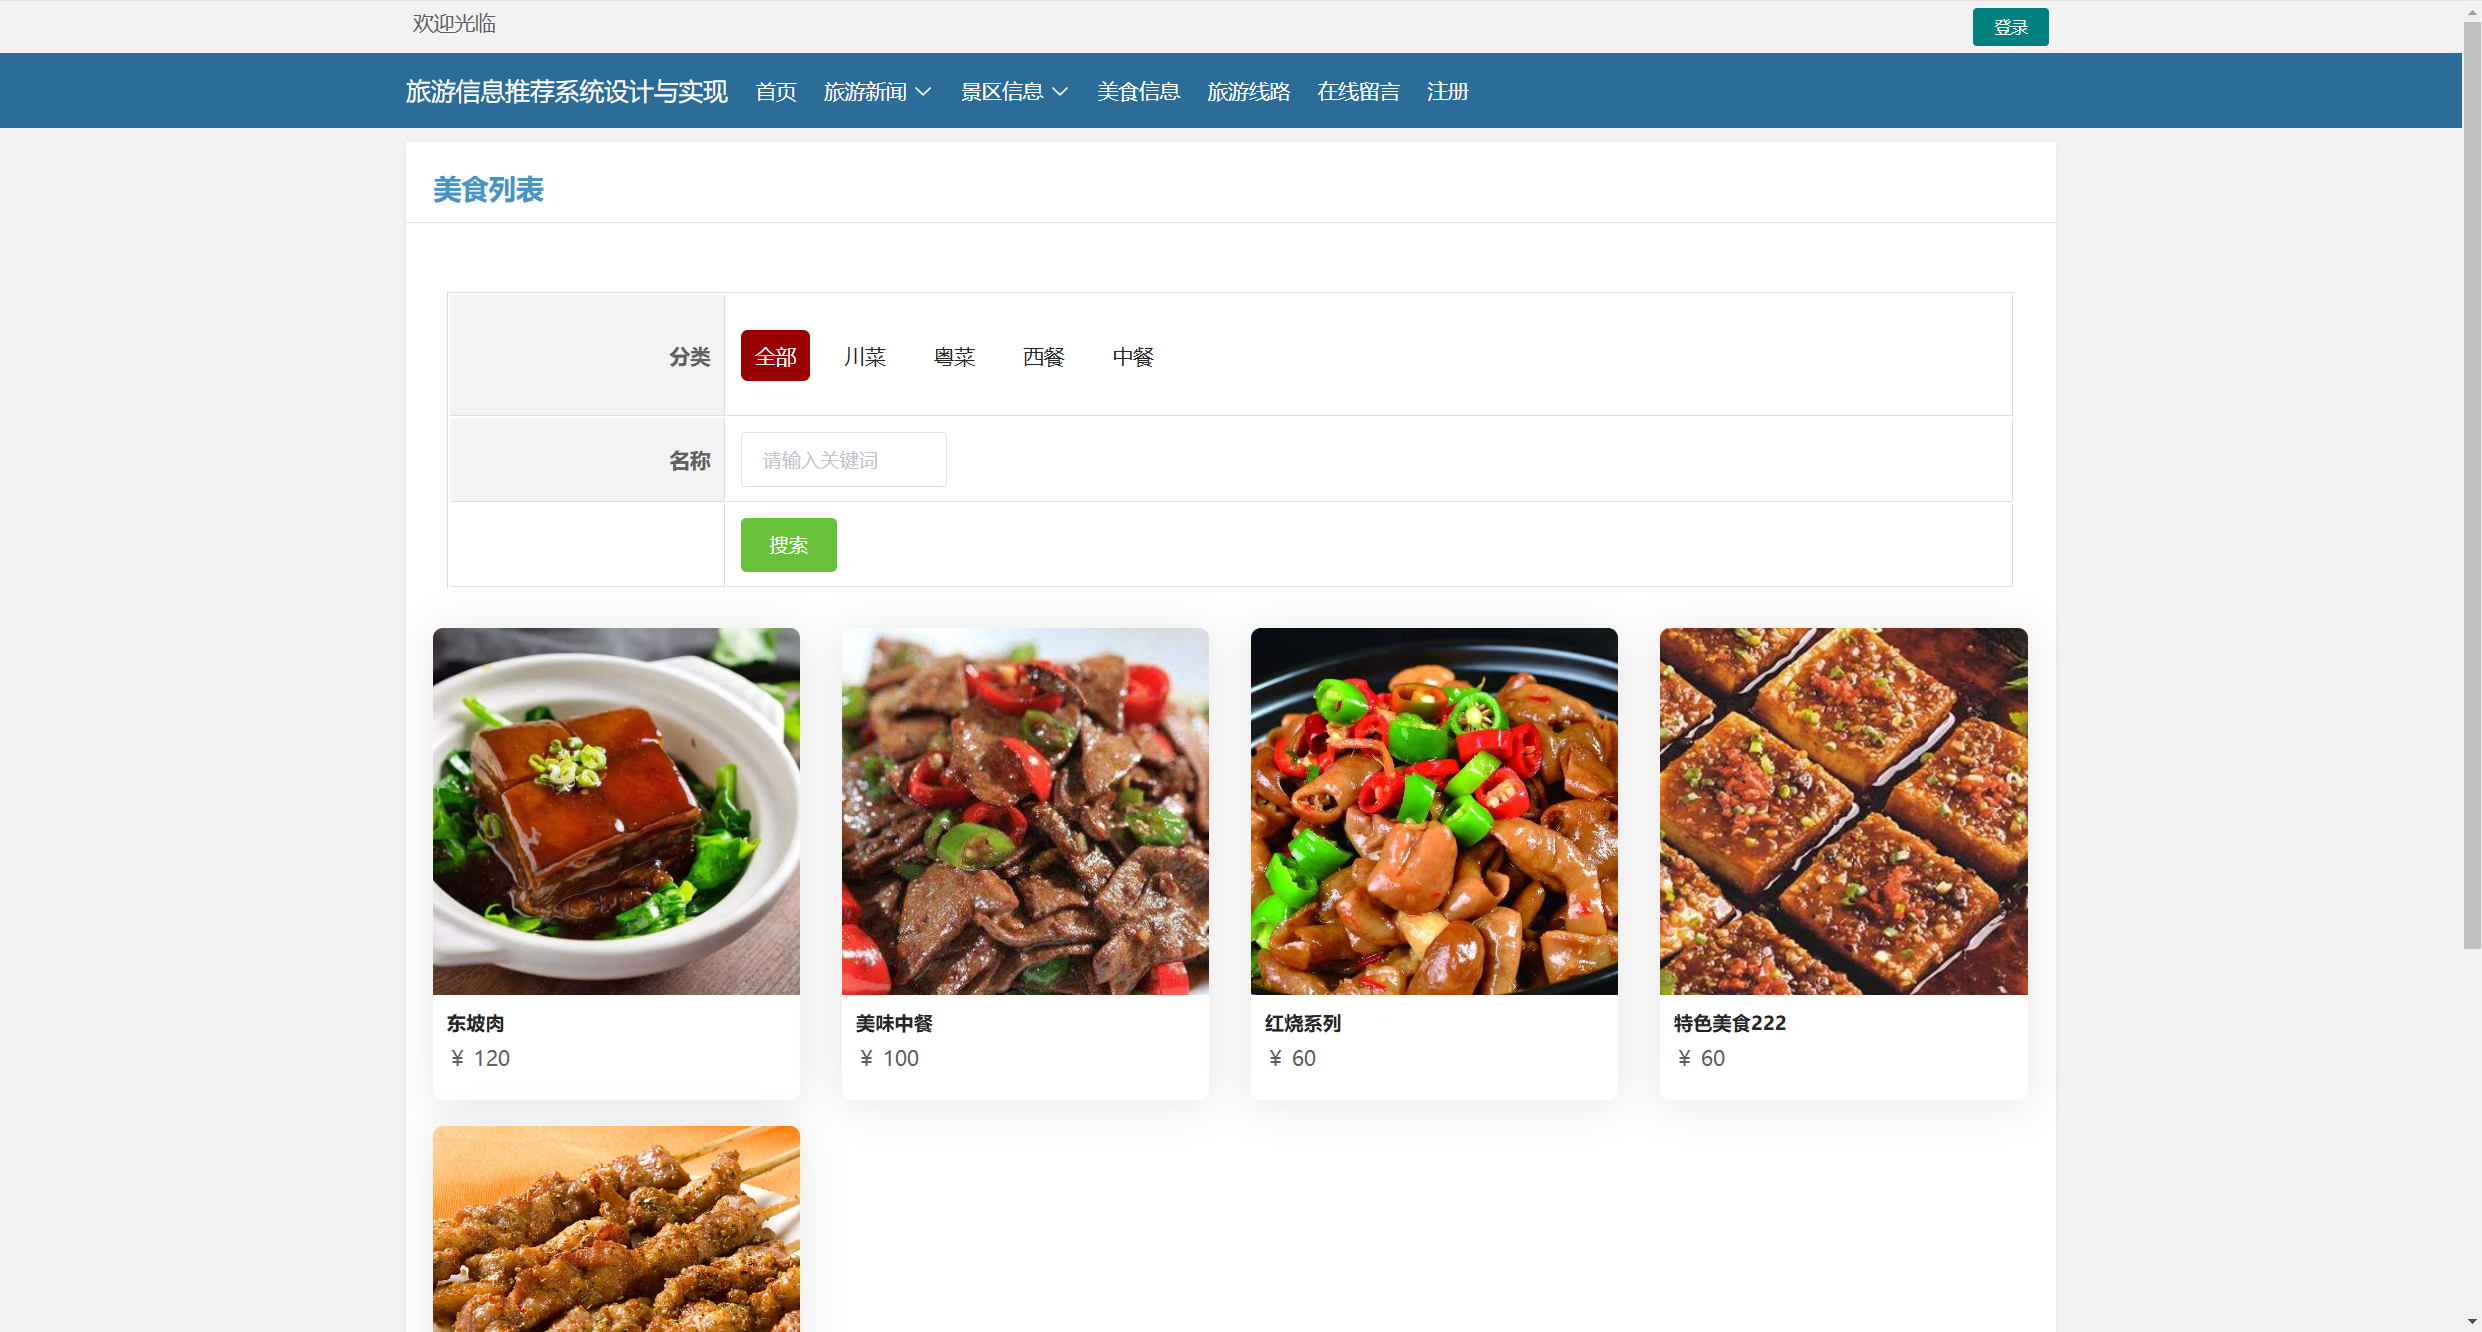 欢迎光临
登录
旅游信息推荐系统设计与实现 首页 旅游新闻 景区信息 美食信息 旅游线路 在线留言 注册
美食列表
分类 全部 川菜 粤菜 西餐 中餐
名称 请输入关键词
搜索
东坡肉
¥ 120
美味中餐
¥ 100
红烧系列
¥ 60
特色美食222
¥ 60